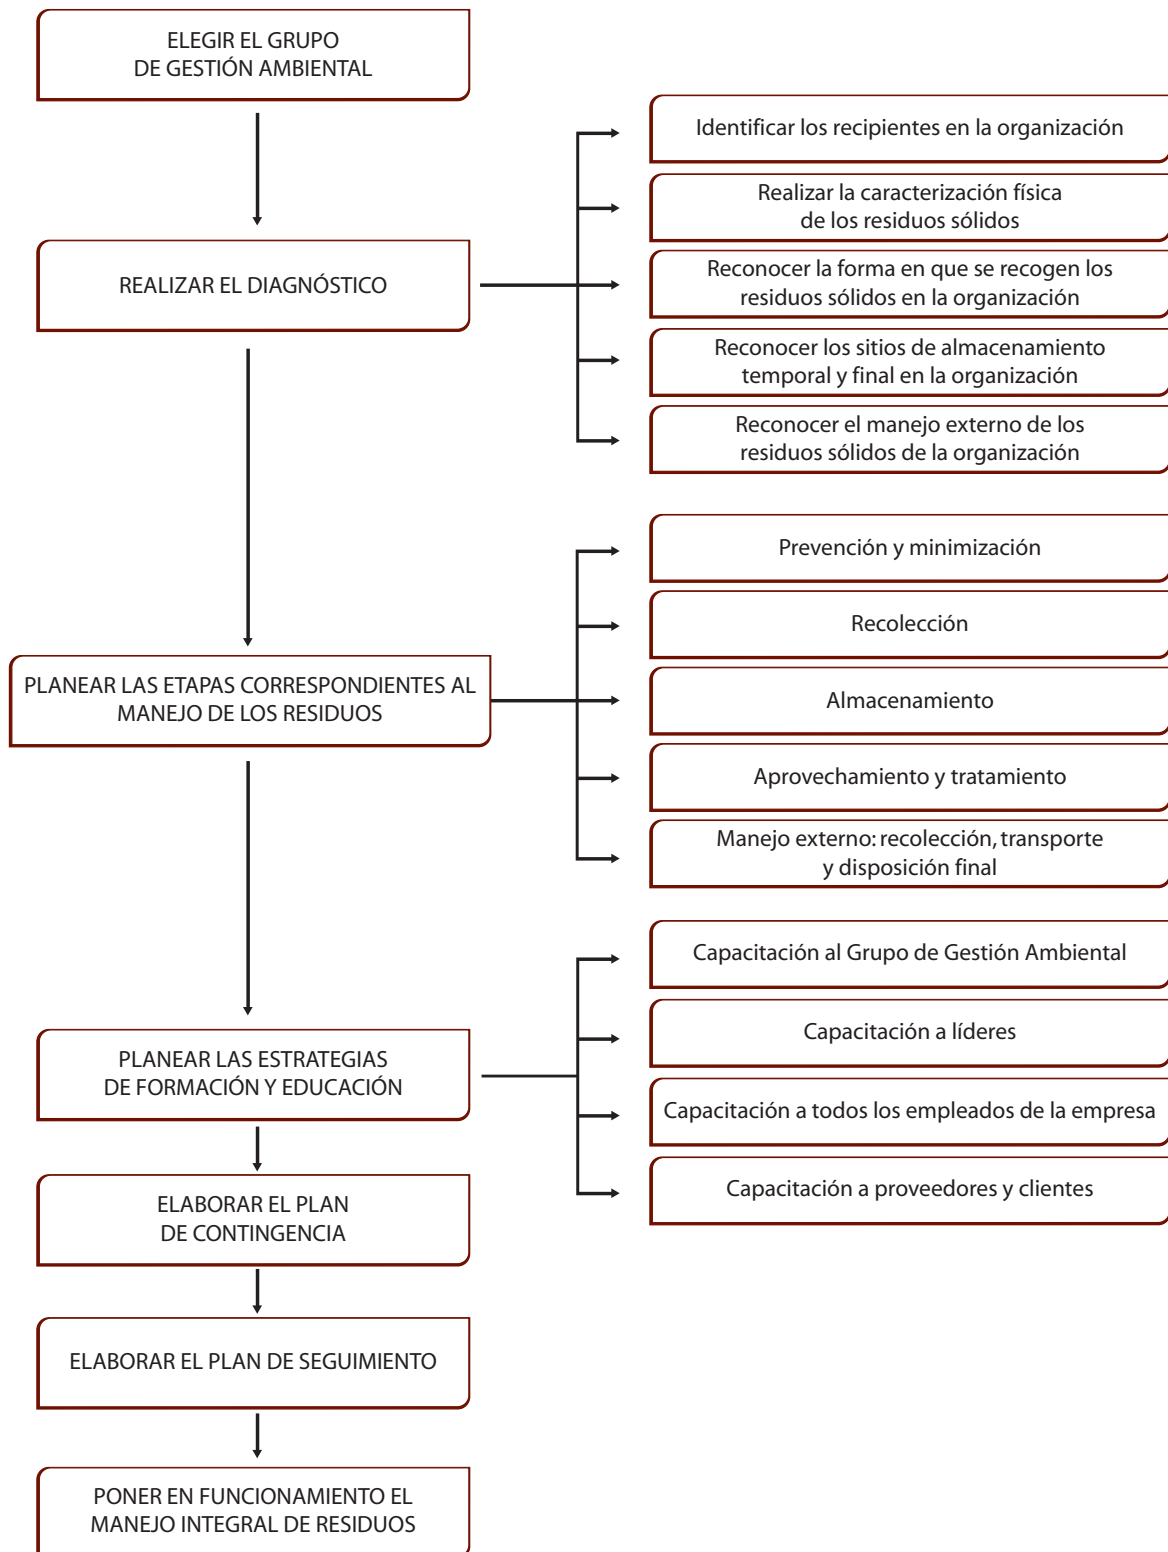 ELEGIR EL GRUPO
DE GESTIÓN AMBIENTAL
REALIZAR EL DIAGNÓSTICO
Identificar los recipientes en la organización
Realizar la caracterización física
de los residuos sólidos
Reconocer la forma en que se recogen los
residuos sólidos en la organización
Reconocer los sitios de almacenamiento
temporal y final en la organización
Reconocer el manejo externo de los
residuos sólidos de la organización
PLANEAR LAS ETAPAS CORRESPONDIENTES AL
MANEJO DE LOS RESIDUOS
Prevención y minimización
Recolección
Almacenamiento
Aprovechamiento y tratamiento
Manejo externo: recolección, transporte
y disposición final
PLANEAR LAS ESTRATEGIAS
DE FORMACIÓN Y EDUCACIÓN
Capacitación al Grupo de Gestión Ambiental
Capacitación a líderes
Capacitación a todos los empleados de la empresa
Capacitación a proveedores y clientes
ELABORAR EL PLAN
DE CONTINGENCIA
ELABORAR EL PLAN DE SEGUIMIENTO
PONER EN FUNCIONAMIENTO EL
MANEJO INTEGRAL DE RESIDUOS